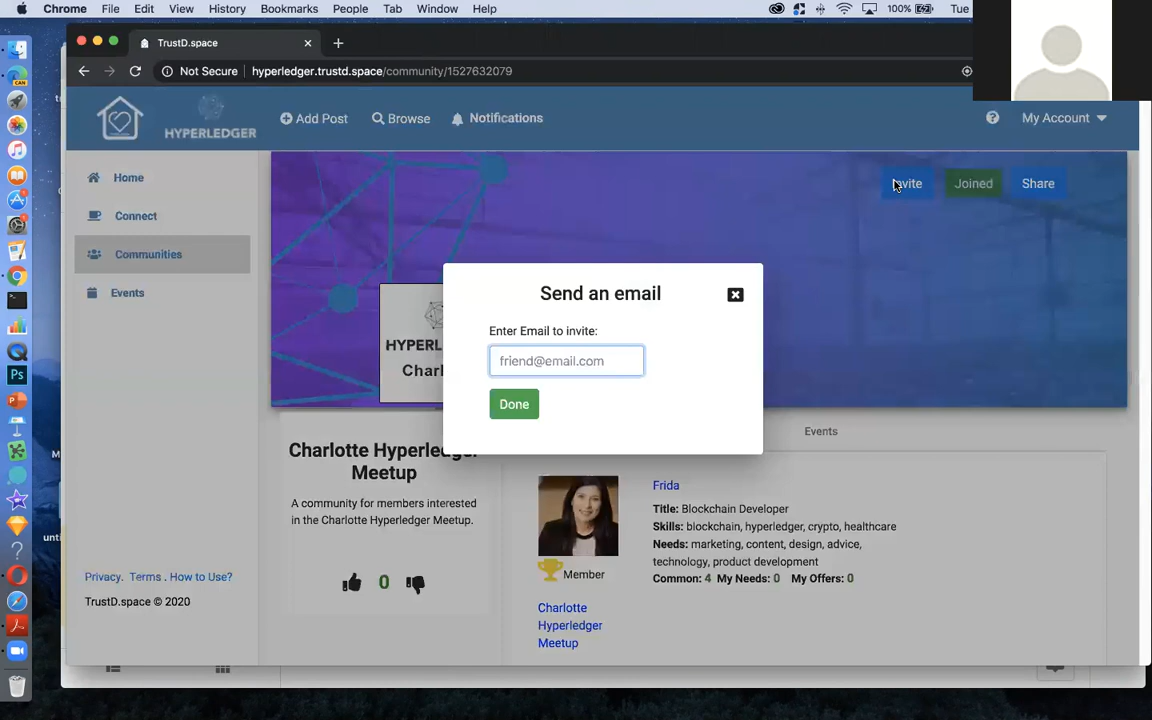 Chrome File Edit View History Bookmarks People Tab Window Help 100% Tue
TrustD.space
Not Secure hyperledger.trustd.space/community/1527632079
HYPERLEDGER Add Post Browse Notifications My Account
Home
Connect
Communities
Events
Invite Joined Share
Send an email
Enter Email to invite:
friend@email.com
Done
HYPERL
Charl
Events
Charlotte Hyperledger
Meetup
A community for members interested
in the Charlotte Hyperledger Meetup.
0
Frida
Title: Blockchain Developer
Skills: blockchain, hyperledger, crypto, healthcare
Needs: marketing, content, design, advice,
technology, product development
Common: 4 My Needs: 0 My Offers: 0
Member
Charlotte
Hyperledger
Meetup
Privacy. Terms . How to Use?
TrustD.space © 2020
Ps